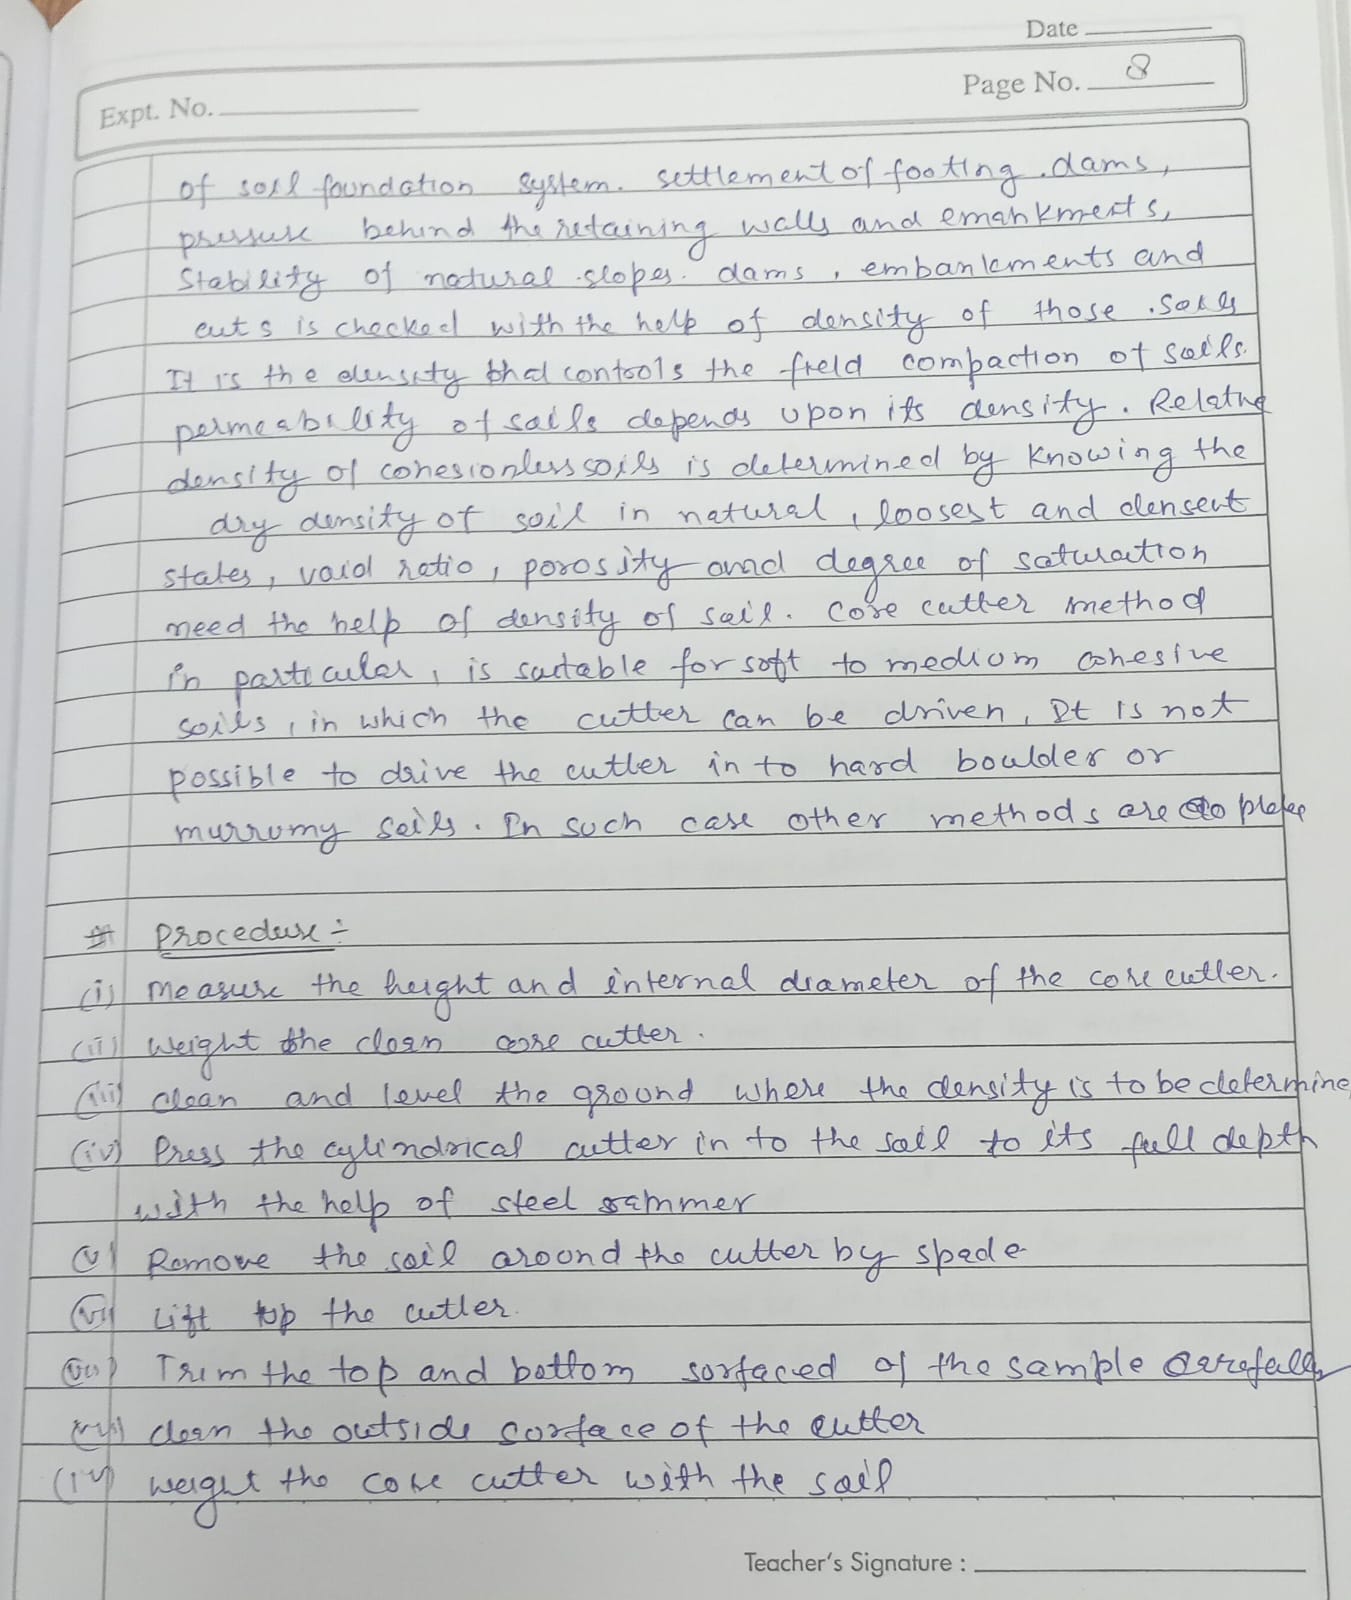 Date
Page No. 8
Expt. No.
of soil foundation system. settlement of footing. dams,
pressure behind the retaining walls and emankments,
Stability of natural slopes. dams, embankments and
cuts is checked with the help of density of those soils
It is the density that controls the field compaction of soils.
permeability of soils depends upon its density. Relative
density of cohesionless soils is determined by knowing the
dry density of soil in natural, loosest and densest
states, void ratio, porosity and degree of saturation
need the help of density of soil. Core cutter method
in particular, is suitable for soft to medium cohesive
soils, in which the cutter can be driven, It is not
possible to drive the cutter in to hard boulder or
murrumy soils. In such case other methods are to
# Procedure :-
(i) measure the height and internal diameter of the core cutter.
(ii) weight the clean core cutter.
(iii) clean and level the ground where the density is to be determine
(iv) Press the cylindrical cutter in to the soil to its full depth
with the help of steel rammer
(v) Remove the soil around the cutter by spade
(vi) Lift up the cutter.
(vii) Trim the top and bottom surfaced of the sample carefully
(viii) clean the outside surface of the cutter
(iv) weight the core cutter with the soil
Teacher's Signature :